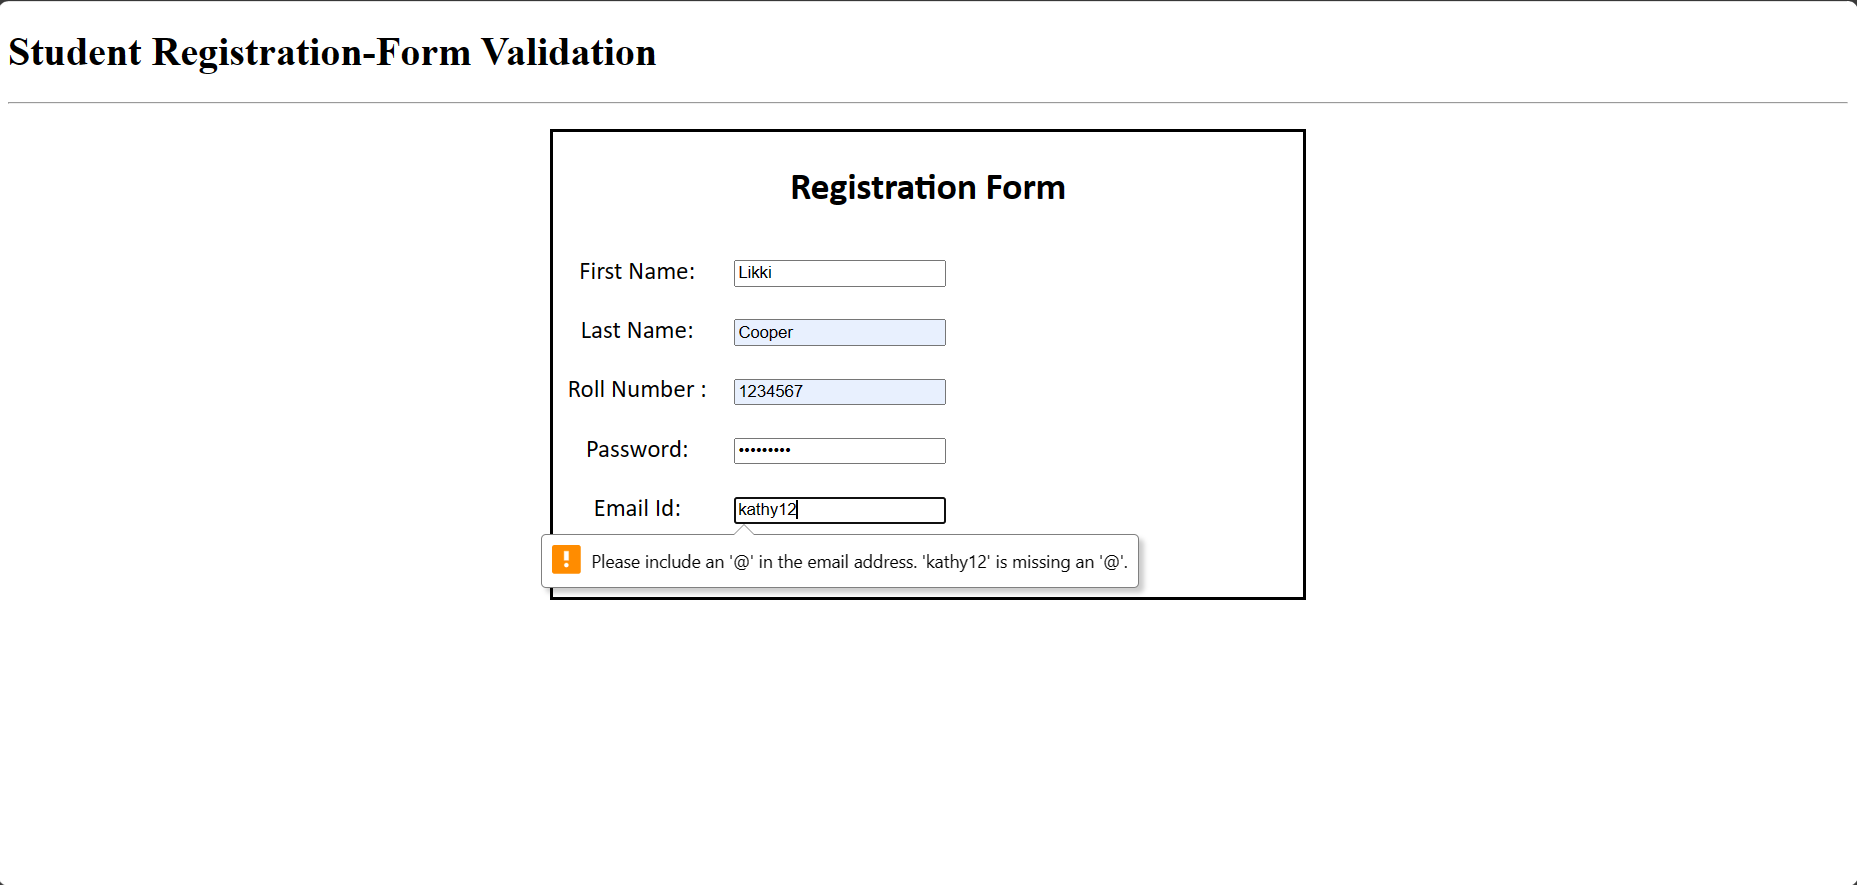 Student Registration-Form Validation
Registration Form
First Name: Likki
Last Name: Cooper
Roll Number : 1234567
Password: •••••••••
Email Id: kathy12
Please include an '@' in the email address. 'kathy12' is missing an '@'.